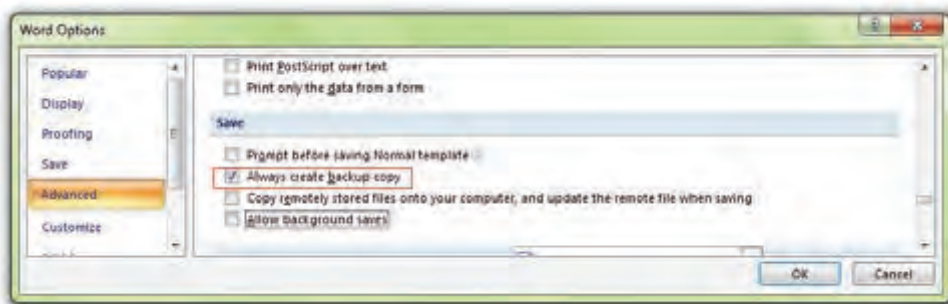 Word Options
Popular
Display
Proofing
Save
Advanced
Customize
Print PostScript over text
Print only the data from a form
Save
Prompt before saving Normal template
Always create backup copy
Copy remotely stored files onto your computer, and update the remote file when saving
Allow background saves
OK
Cancel